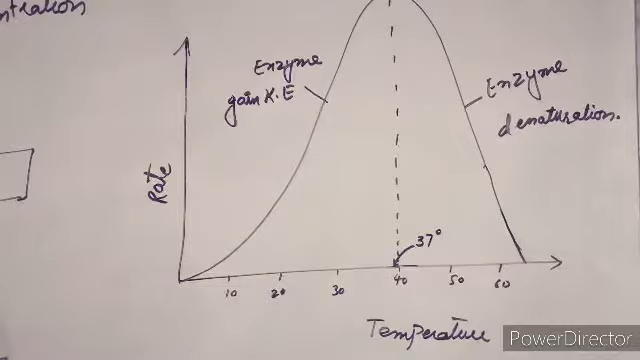 ntration
Enzyme
gain K.E
Enzyme
denaturation.
Rate
37°
10 20 30 40 50 60
Temperature
PowerDirector